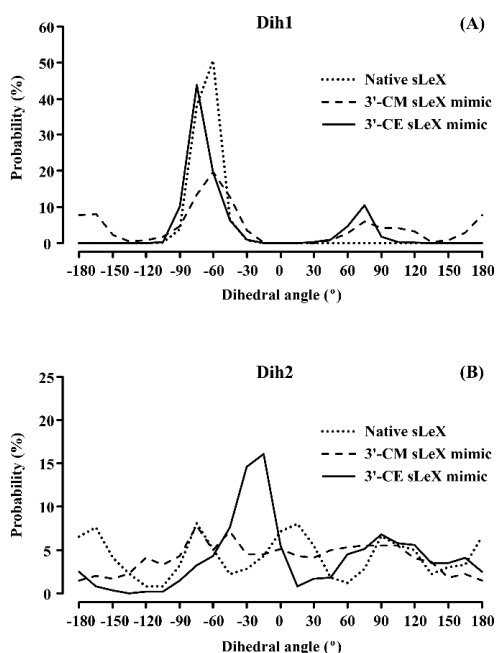 Dih1
(A)
60
50
40
30
20
10
0
Probability (%)
Native sLeX
3'-CM sLeX mimic
3'-CE sLeX mimic
-180 -150 -120 -90 -60 -30 0 30 60 90 120 150 180
Dihedral angle (°)
Dih2
(B)
25
20
15
10
5
0
Probability (%)
Native sLeX
3'-CM sLeX mimic
3'-CE sLeX mimic
-180 -150 -120 -90 -60 -30 0 30 60 90 120 150 180
Dihedral angle (°)